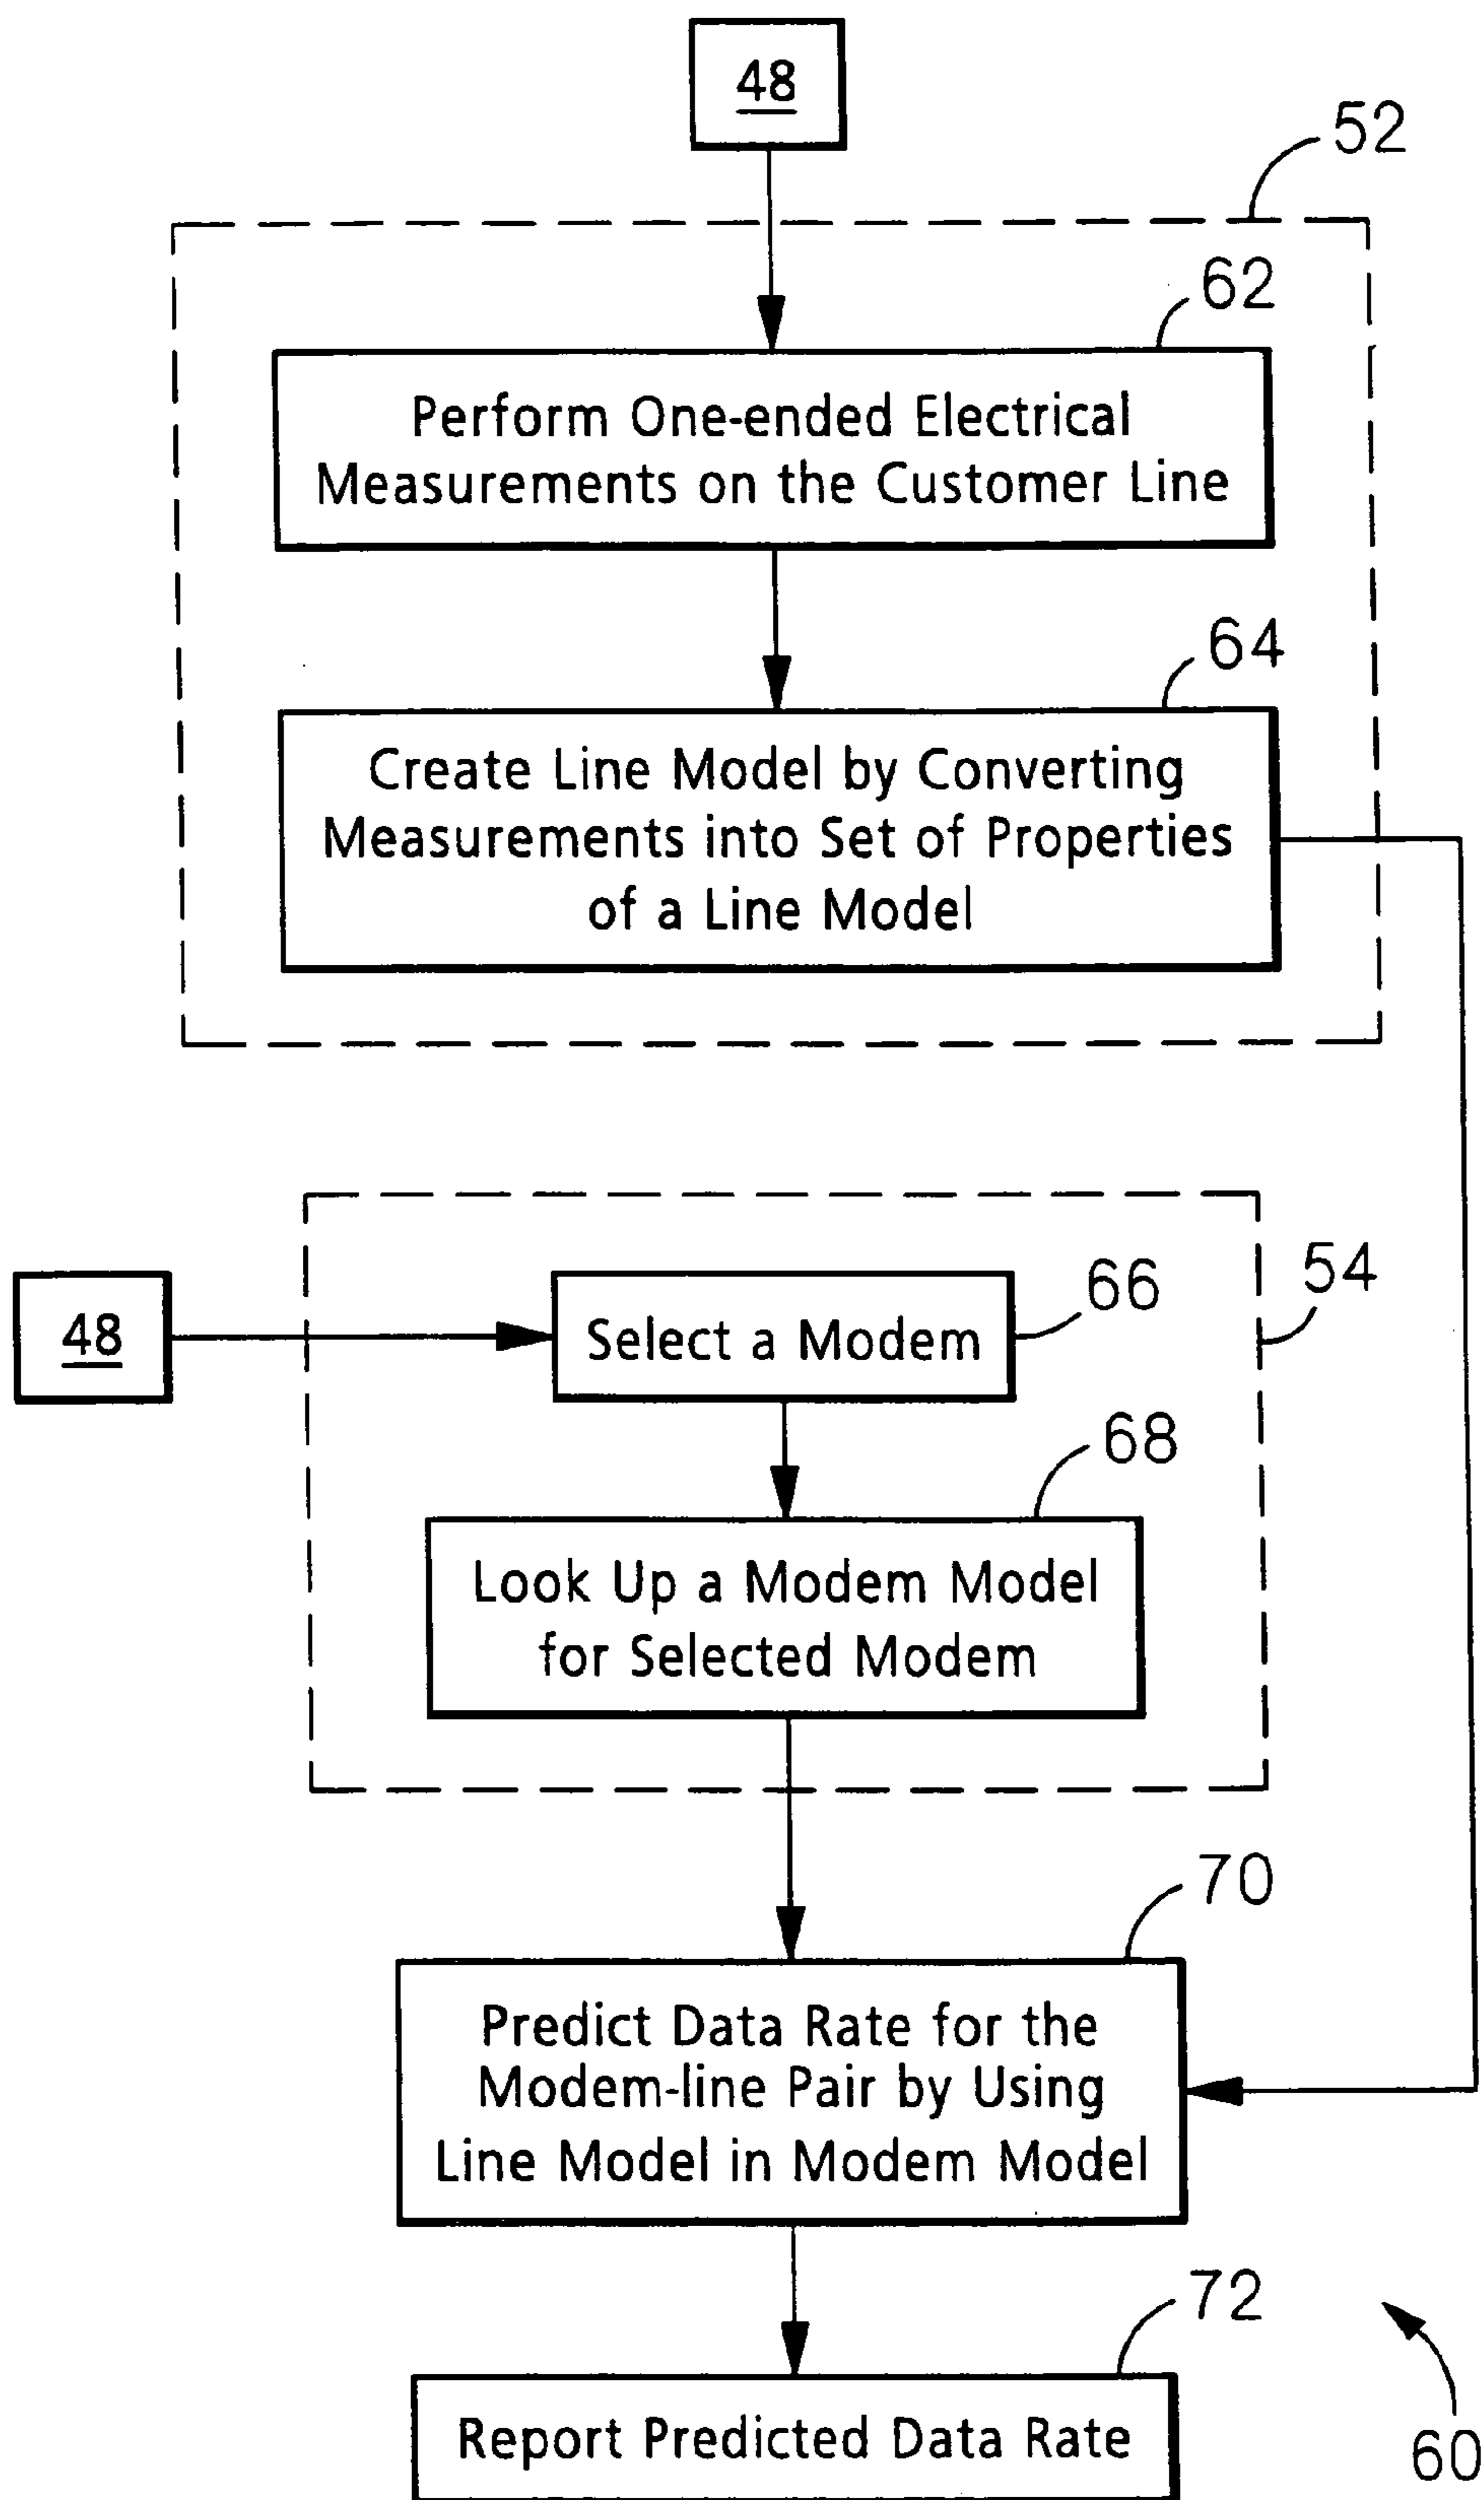 48
52
62
Perform One-ended Electrical
Measurements on the Customer Line
64
Create Line Model by Converting
Measurements into Set of Properties
of a Line Model
54
48
66
Select a Modem
68
Look Up a Modem Model
for Selected Modem
70
Predict Data Rate for the
Modem-line Pair by Using
Line Model in Modem Model
72
Report Predicted Data Rate
60